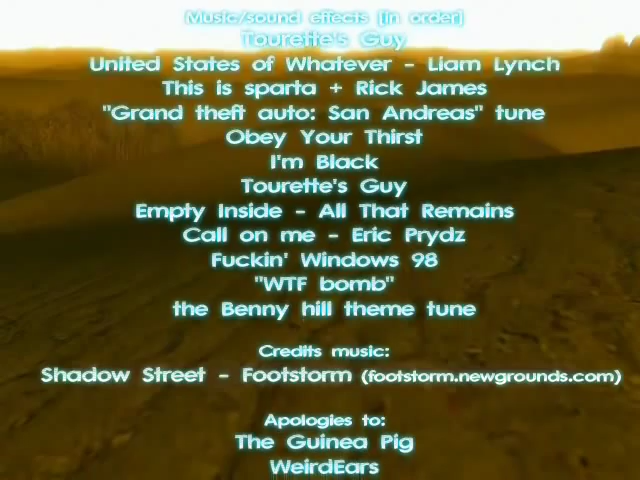 Music/sound effects [in order]
Tourette's Guy
United States of Whatever - Liam Lynch
This is sparta + Rick James
"Grand theft auto: San Andreas" tune
Obey Your Thirst
I'm Black
Tourette's Guy
Empty Inside - All That Remains
Call on me - Eric Prydz
Fuckin' Windows 98
"WTF bomb"
the Benny hill theme tune
Credits music:
Shadow Street - Footstorm (footstorm.newgrounds.com)
Apologies to:
The Guinea Pig
WeirdEars